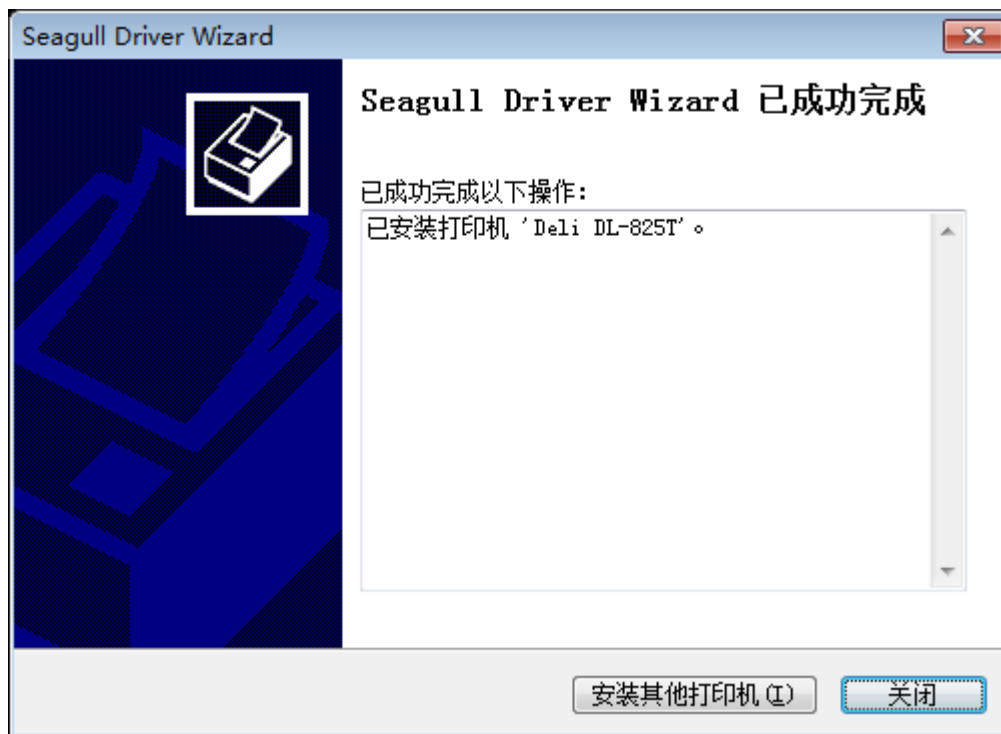 Seagull Driver Wizard
Seagull Driver Wizard 已成功完成
已成功完成以下操作:
已安装打印机 'Deli DL-825T'。
安装其他打印机(I)
关闭